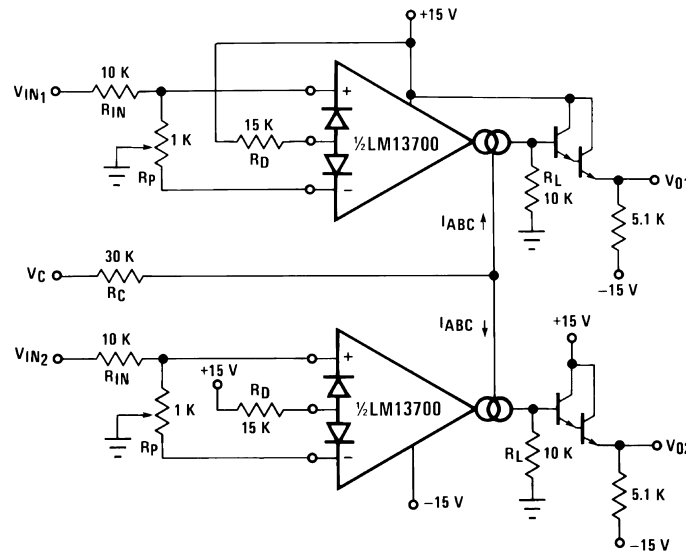 +15 V
VIN1
10 K
RIN
1 K
RP
15 K
RD
+
−
½LM13700
RL
10 K
VO1
5.1 K
−15 V
IABC
VC
30 K
RC
IABC
+15 V
VIN2
10 K
RIN
+15 V
RD
15 K
1 K
RP
+
−
½LM13700
−15 V
RL
10 K
VO2
5.1 K
−15 V